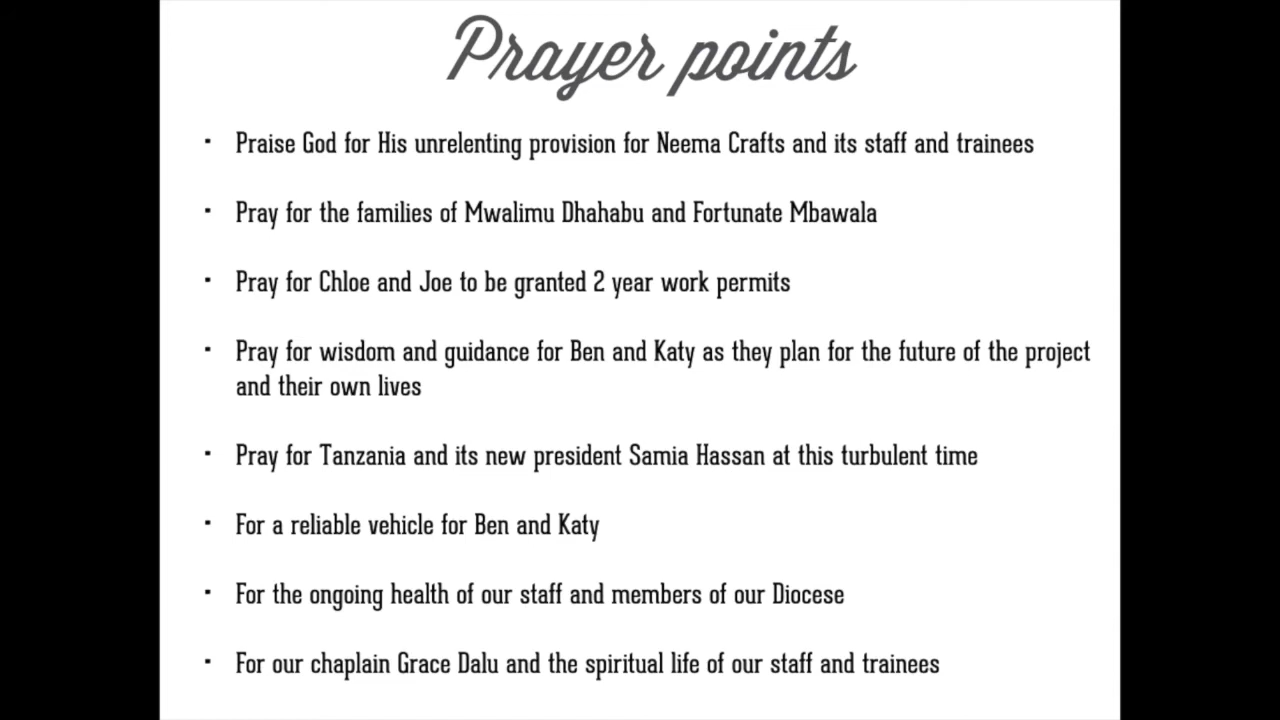 Prayer points
· Praise God for His unrelenting provision for Neema Crafts and its staff and trainees
· Pray for the families of Mwalimu Dhahabu and Fortunate Mbawala
· Pray for Chloe and Joe to be granted 2 year work permits
· Pray for wisdom and guidance for Ben and Katy as they plan for the future of the project
and their own lives
· Pray for Tanzania and its new president Samia Hassan at this turbulent time
· For a reliable vehicle for Ben and Katy
· For the ongoing health of our staff and members of our Diocese
· For our chaplain Grace Dalu and the spiritual life of our staff and trainees